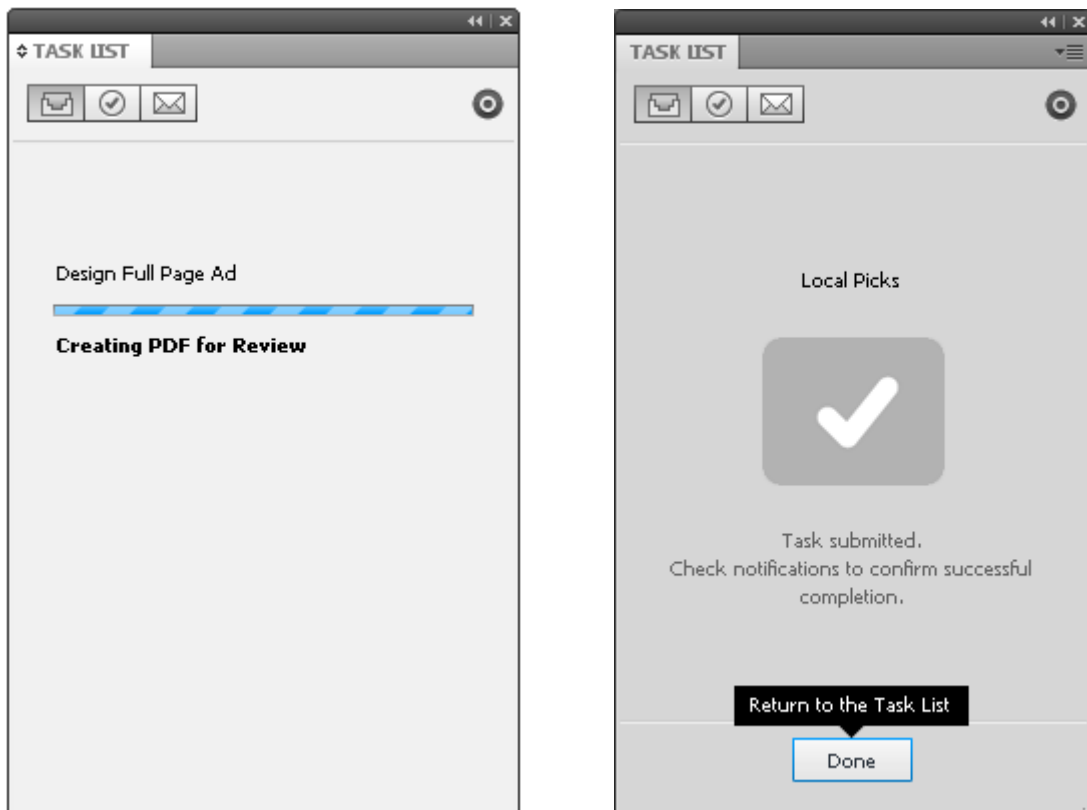 TASK LIST
Design Full Page Ad
Creating PDF for Review
TASK LIST
Local Picks
Task submitted.
Check notifications to confirm successful
completion.
Return to the Task List
Done